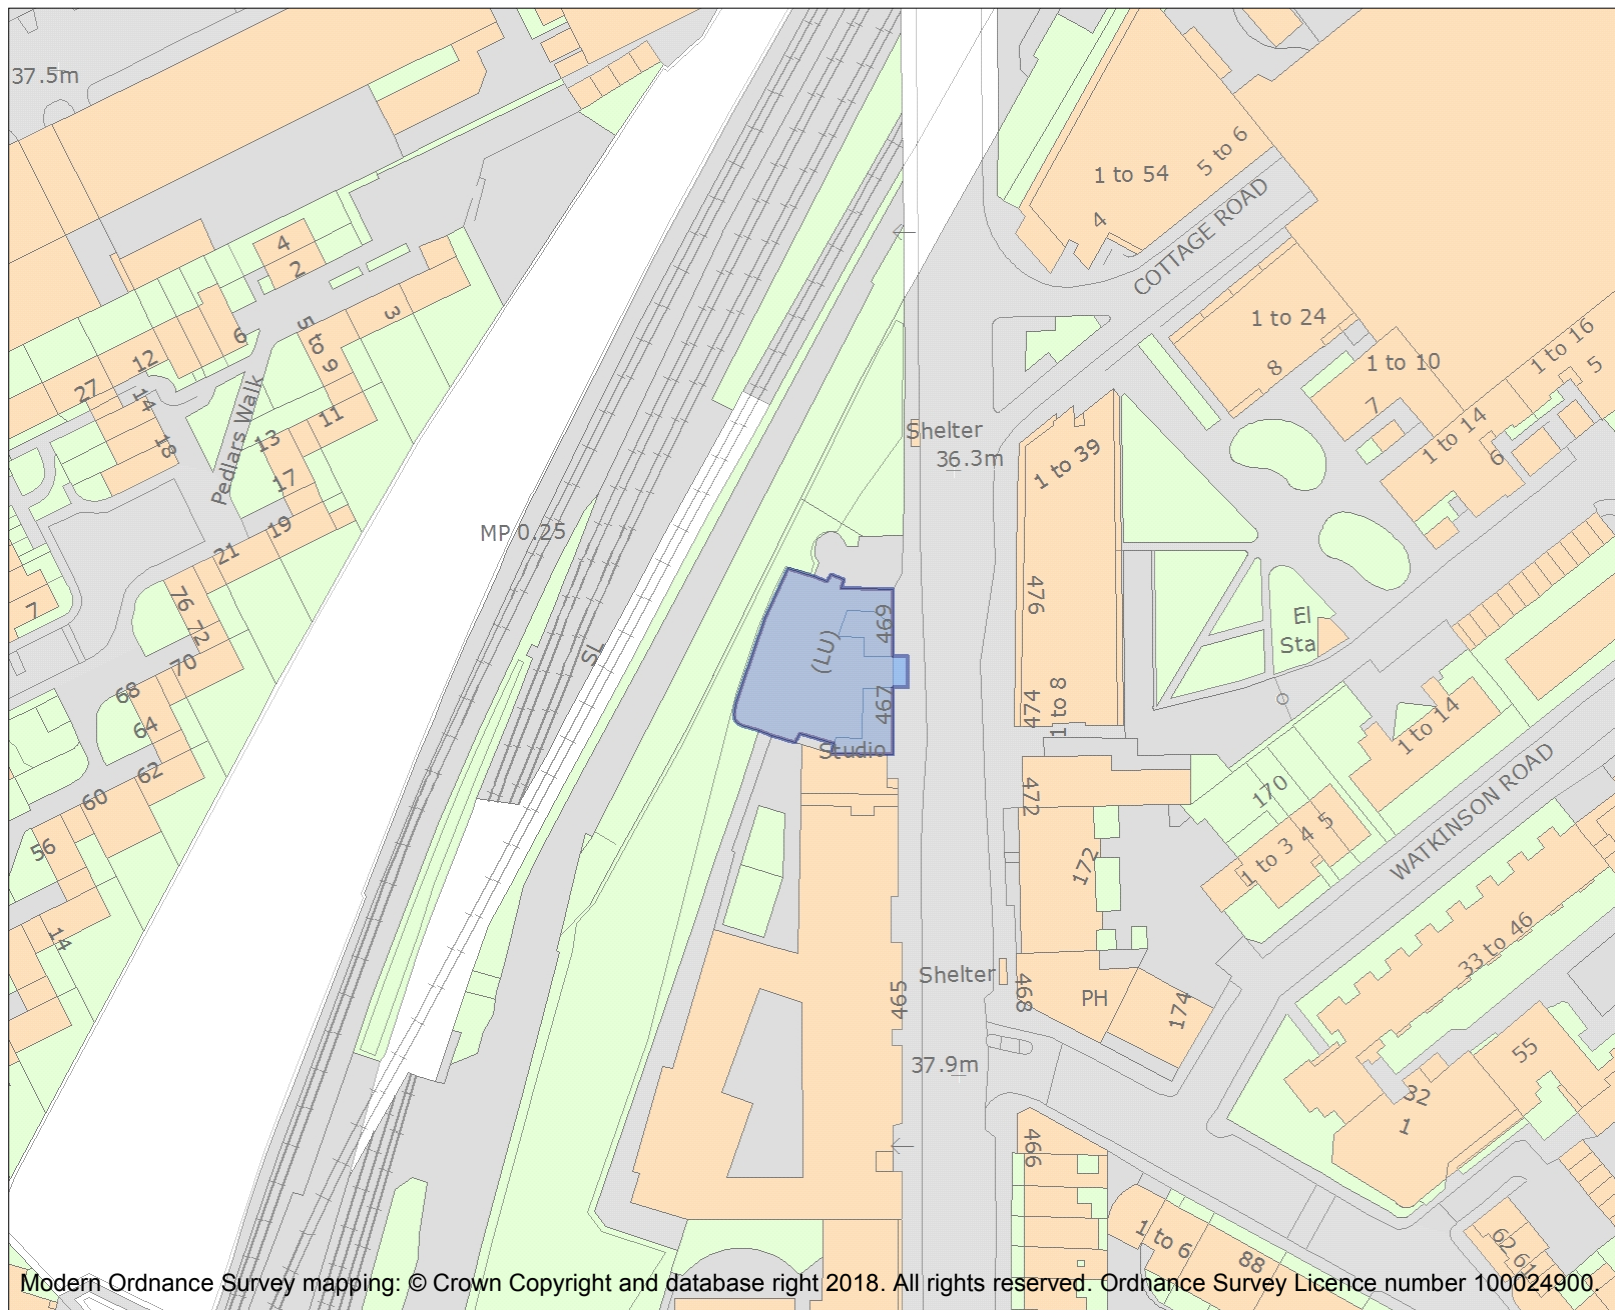 37.5m
1 to 54
5 to 6
4
COTTAGE ROAD
4
2
3
6
5 to 9
12
27
14
18
Pedlars Walk
11
13
17
19
21
1 to 24
8
1 to 10
7
1 to 16
5
1 to 14
6
Shelter
36.3m
1 to 39
MP 0.25
7
76
72
70
68
64
62
60
56
14
(LU)
469
467
Studio
476
474
1 to 8
El
Sta
1 to 14
WATKINSON ROAD
472
172
170
1 to 3
4
5
33 to 46
465
Shelter
468
PH
174
37.9m
466
55
32
1
1 to 6
88
62
61
Modern Ordnance Survey mapping: © Crown Copyright and database right 2018. All rights reserved. Ordnance Survey Licence number 100024900.